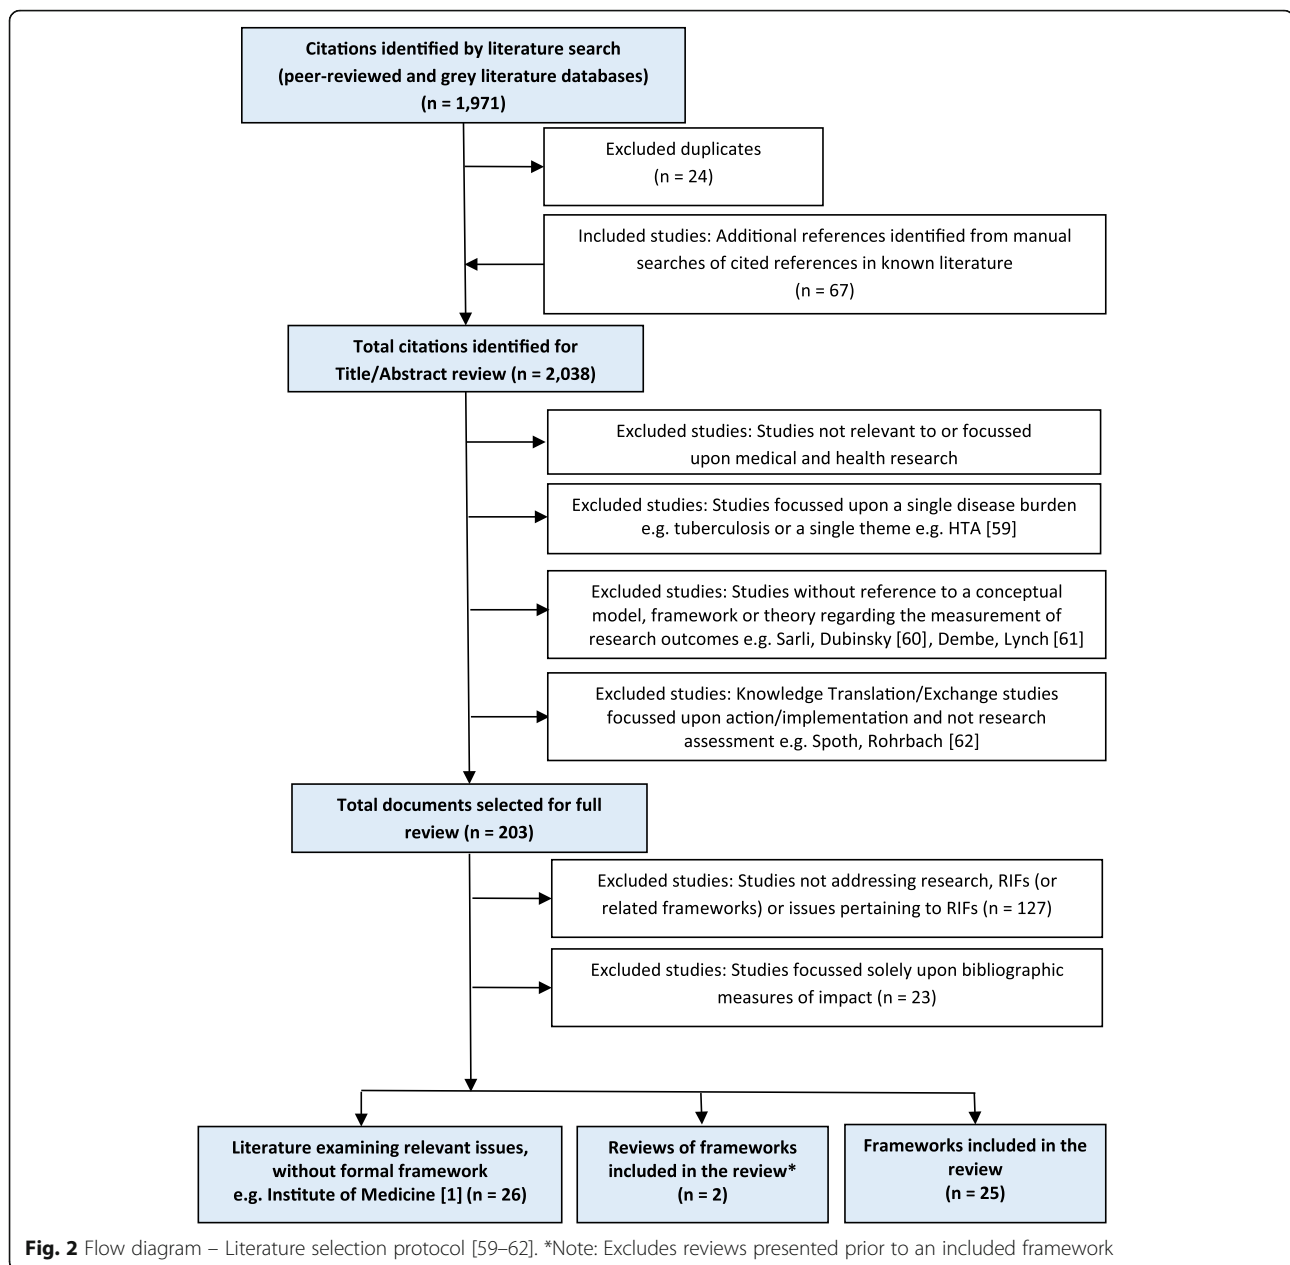 Citations identified by literature search
(peer-reviewed and grey literature databases)
(n = 1,971)
Excluded duplicates
(n = 24)
Included studies: Additional references identified from manual
searches of cited references in known literature
(n = 67)
Total citations identified for
Title/Abstract review (n = 2,038)
Excluded studies: Studies not relevant to or focussed
upon medical and health research
Excluded studies: Studies focussed upon a single disease burden
e.g. tuberculosis or a single theme e.g. HTA [59]
Excluded studies: Studies without reference to a conceptual
model, framework or theory regarding the measurement of
research outcomes e.g. Sarli, Dubinsky [60], Dembe, Lynch [61]
Excluded studies: Knowledge Translation/Exchange studies
focussed upon action/implementation and not research
assessment e.g. Spoth, Rohrbach [62]
Total documents selected for full
review (n = 203)
Excluded studies: Studies not addressing research, RIFs (or
related frameworks) or issues pertaining to RIFs (n = 127)
Excluded studies: Studies focussed solely upon bibliographic
measures of impact (n = 23)
Literature examining relevant issues,
without formal framework
e.g. Institute of Medicine [1] (n = 26)
Reviews of frameworks
included in the review*
(n = 2)
Frameworks included in the
review
(n = 25)
Fig. 2 Flow diagram – Literature selection protocol [59–62]. *Note: Excludes reviews presented prior to an included framework